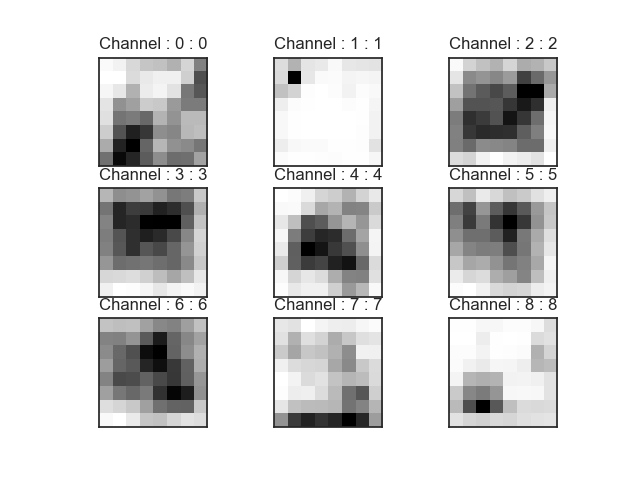 Channel : 0 : 0
Channel : 1 : 1
Channel : 2 : 2
Channel : 3 : 3
Channel : 4 : 4
Channel : 5 : 5
Channel : 6 : 6
Channel : 7 : 7
Channel : 8 : 8